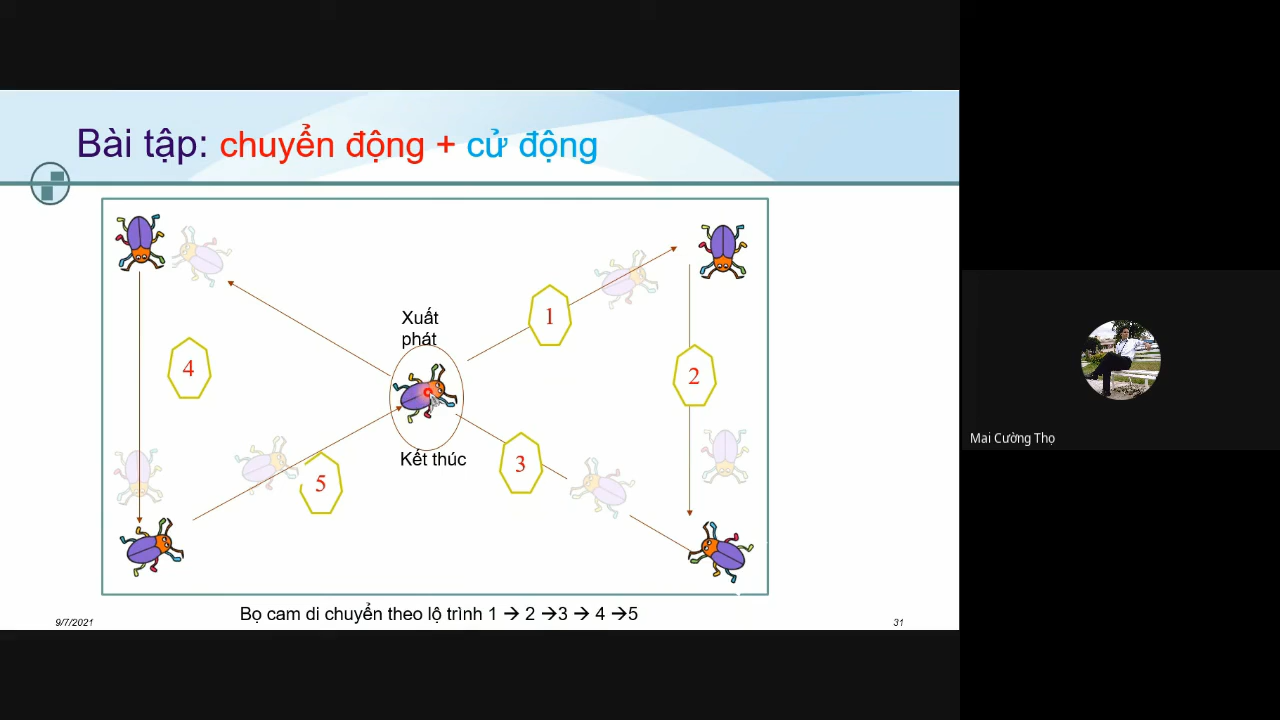 Bài tập: chuyển động + cử động
Xuất
phát
1
4
2
Kết thúc
3
5
Mai Cường Thọ
Bọ cam di chuyển theo lộ trình 1 → 2 →3 → 4 →5
9/7/2021
31